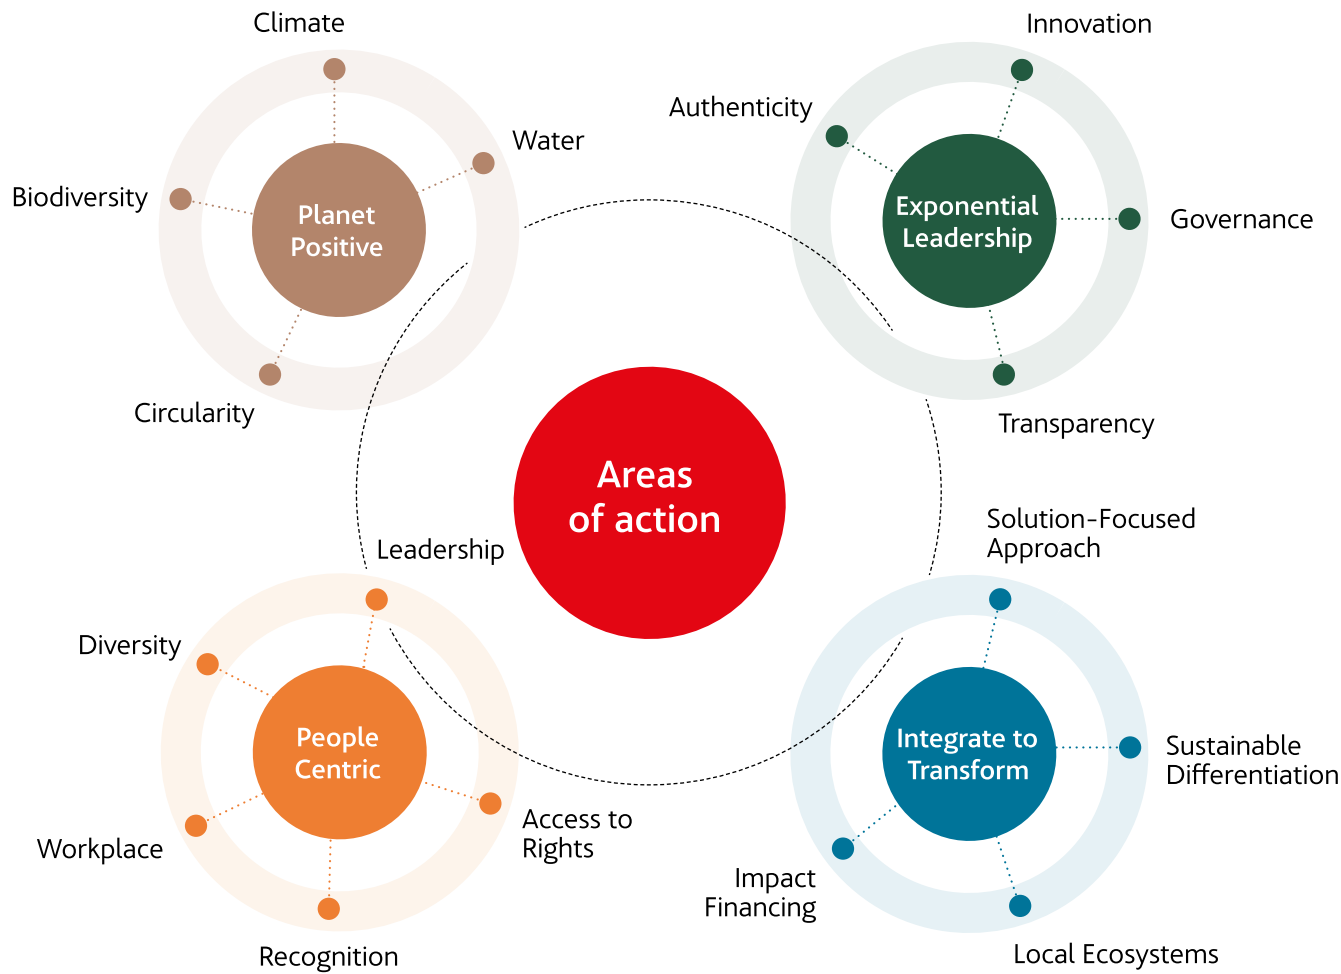 Climate
Water
Biodiversity
Planet
Positive
Circularity
Innovation
Authenticity
Exponential
Leadership
Governance
Transparency
Areas
of action
Leadership
Diversity
People
Centric
Workplace
Access to
Rights
Recognition
Solution-Focused
Approach
Integrate to
Transform
Sustainable
Differentiation
Impact
Financing
Local Ecosystems